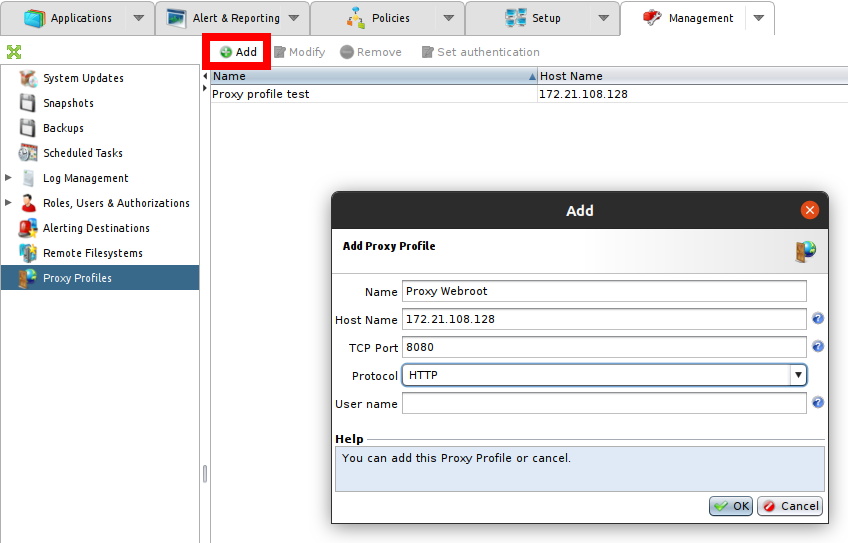 Applications Alert & Reporting Policies Setup Management
Add Modify Remove Set authentication
System Updates
Snapshots
Backups
Scheduled Tasks
Log Management
Roles, Users & Authorizations
Alerting Destinations
Remote Filesystems
Proxy Profiles
Name Host Name
Proxy profile test 172.21.108.128
Add
Add Proxy Profile
Name Proxy Webroot
Host Name 172.21.108.128
TCP Port 8080
Protocol HTTP
User name
Help
You can add this Proxy Profile or cancel.
OK Cancel